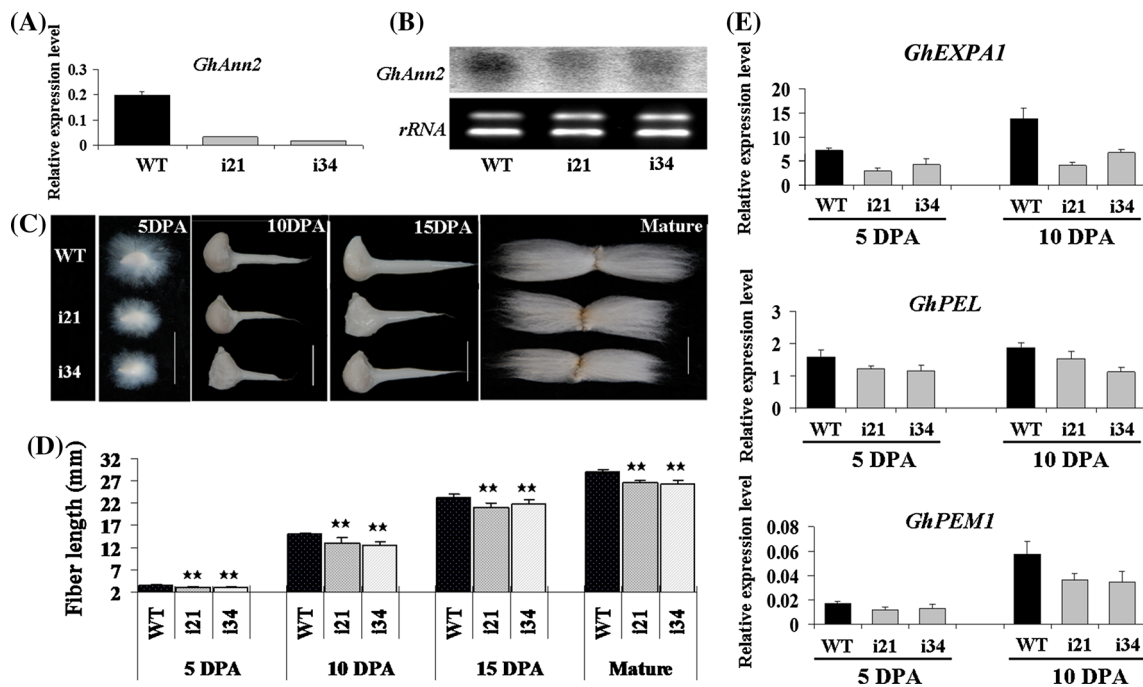 (A)
GhAnn2
Relative expression level
0.3
0.2
0.1
0
WT i21 i34
(B)
GhAnn2
rRNA
WT i21 i34
(C)
5DPA 10DPA 15DPA Mature
WT
i21
i34
(D)
Fiber length (mm)
32
27
22
17
12
7
2
★★ ★★ ★★ ★★ ★★ ★★ ★★ ★★
WT i21 i34 WT i21 i34 WT i21 i34 WT i21 i34
5 DPA 10 DPA 15 DPA Mature
(E)
GhEXPA1
Relative expression level
20
15
10
5
0
WT i21 i34 WT i21 i34
5 DPA 10 DPA
GhPEL
Relative expression level
3
2
1
0
WT i21 i34 WT i21 i34
5 DPA 10 DPA
GhPEM1
Relative expression level
0.08
0.06
0.04
0.02
0
WT i21 i34 WT i21 i34
5 DPA 10 DPA